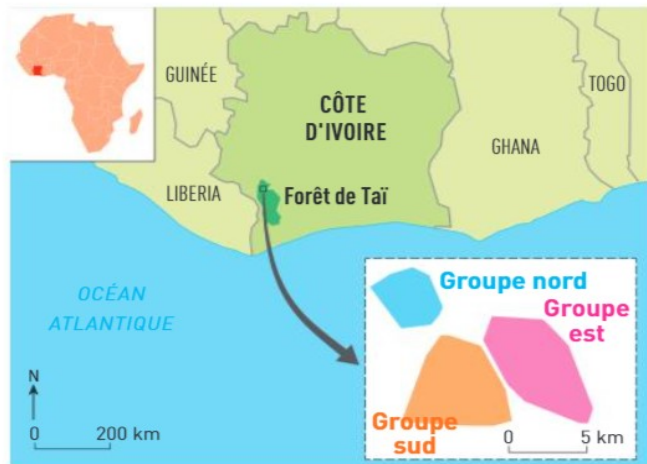 GUINÉE
CÔTE
D'IVOIRE
TOGO
GHANA
LIBERIA
Forêt de Taï
OCÉAN
ATLANTIQUE
N
0 200 km
Groupe nord
Groupe
est
Groupe
sud
0 5 km